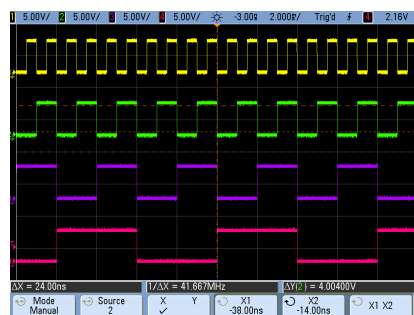 1 5.00V/ 2 5.00V/ 3 5.00V/ 4 5.00V/ -3.00s 2.000s/ Trig'd 4 2.16V
ΔX = 24.00ns 1/ΔX = 41.667MHz ΔY(2) = 4.00400V
Mode Source X Y X1 X2 X1 X2
Manual 2 ✓ -38.00ns -14.00ns